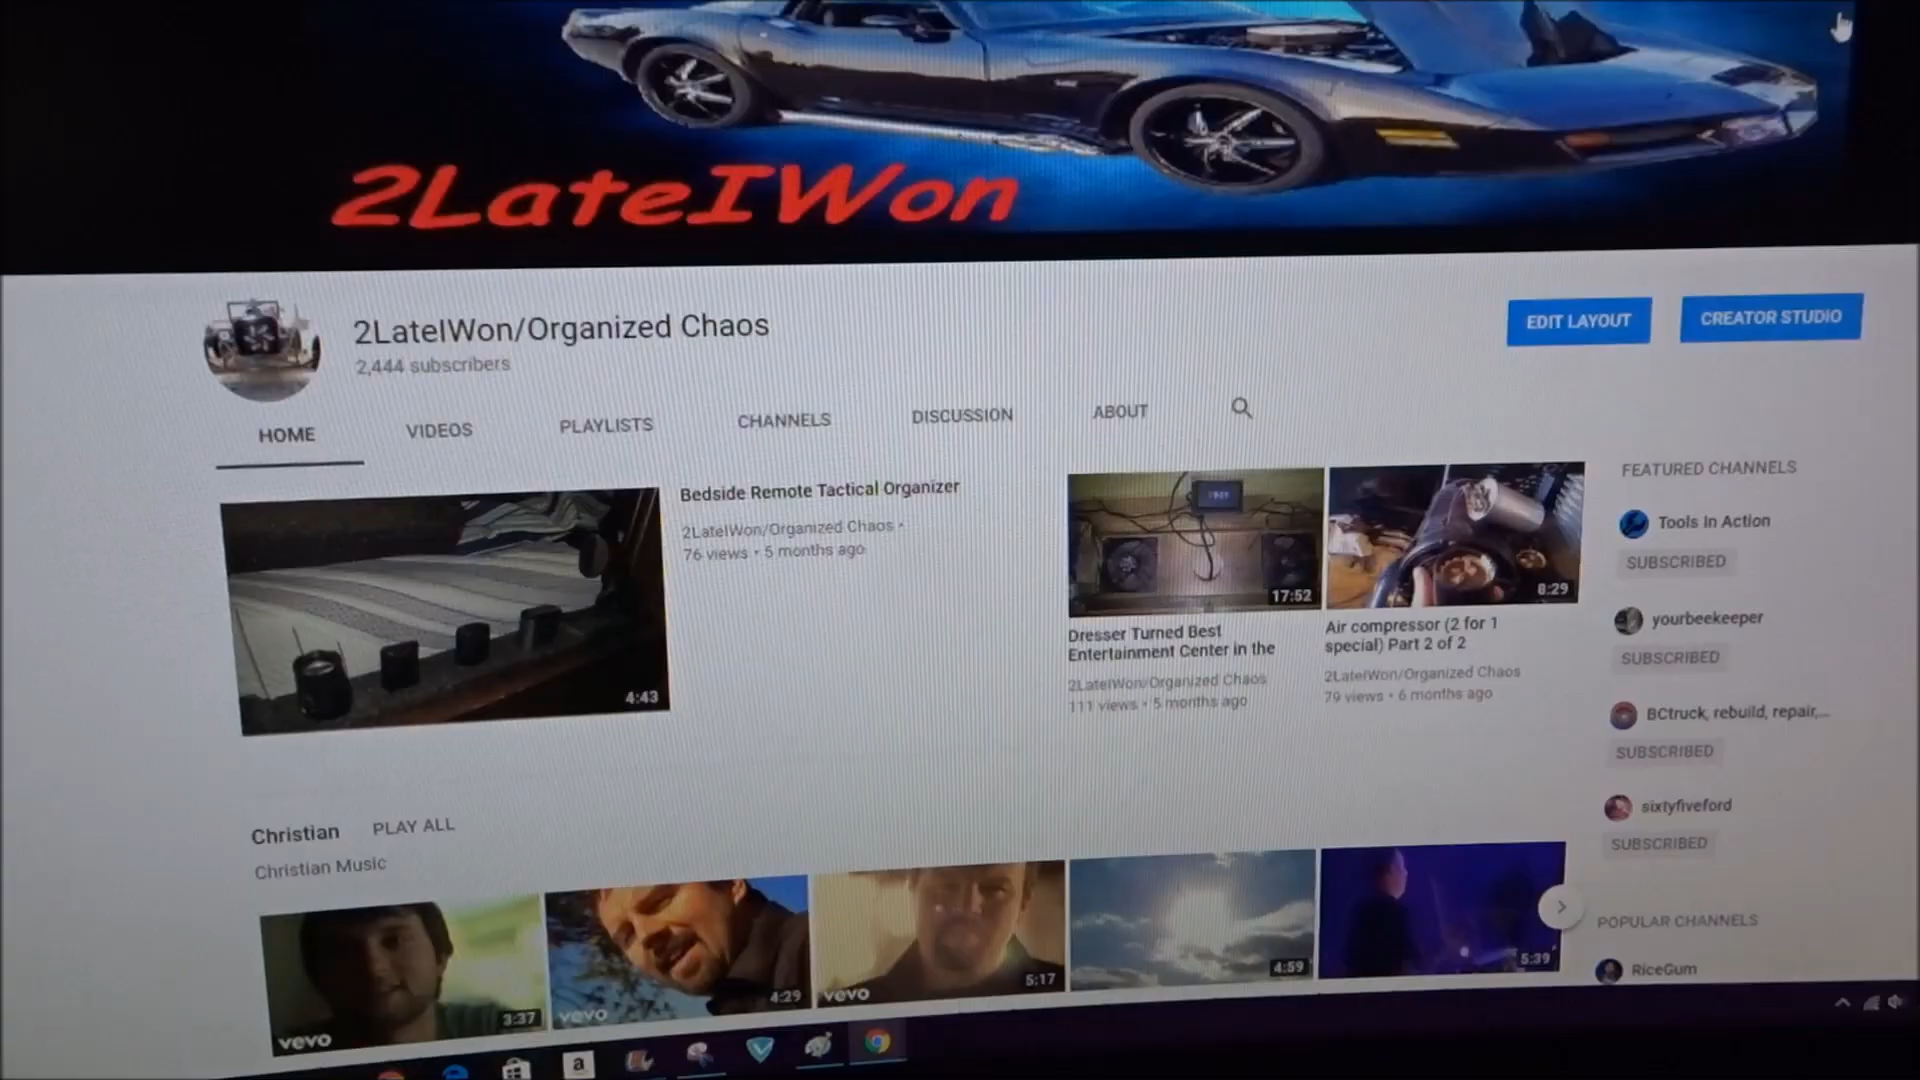 2LateIWon
2LateIWon/Organized Chaos
2,444 subscribers
EDIT LAYOUT
CREATOR STUDIO
HOME
VIDEOS
PLAYLISTS
CHANNELS
DISCUSSION
ABOUT
4:43
Bedside Remote Tactical Organizer
2LateIWon/Organized Chaos •
76 views • 5 months ago
17:52
Dresser Turned Best
Entertainment Center in the
2LateIWon/Organized Chaos
111 views • 5 months ago
8:29
Air compressor (2 for 1
special) Part 2 of 2
2LateIWon/Organized Chaos
79 views • 6 months ago
FEATURED CHANNELS
Tools In Action
SUBSCRIBED
yourbeekeeper
SUBSCRIBED
BCtruck, rebuild, repair,...
SUBSCRIBED
sixtyfiveford
SUBSCRIBED
POPULAR CHANNELS
RiceGum
Christian
PLAY ALL
Christian Music
vevo
3:37
vevo
4:29
vevo
5:17
4:59
5:39
a